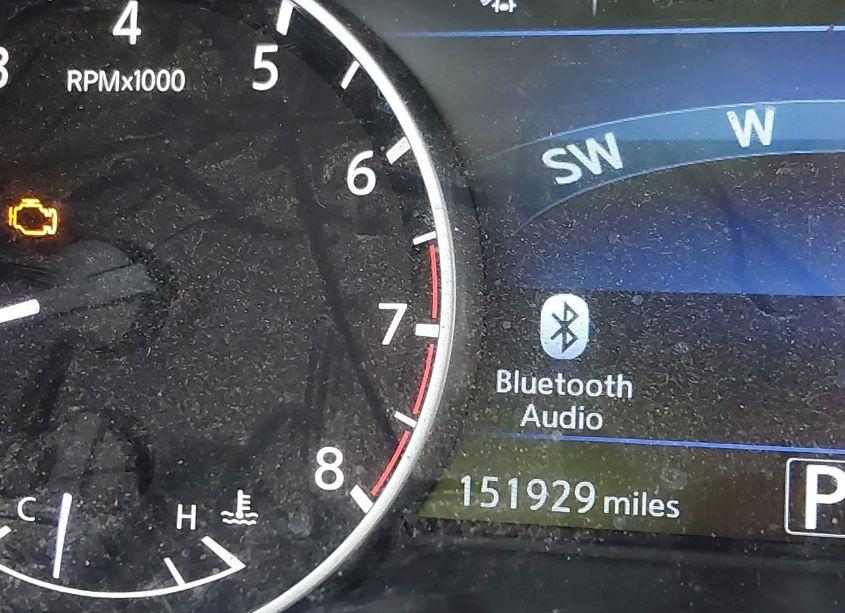 4
5
RPMx1000
6
7
8
C
H
SW
W
Bluetooth
Audio
151929 miles
P